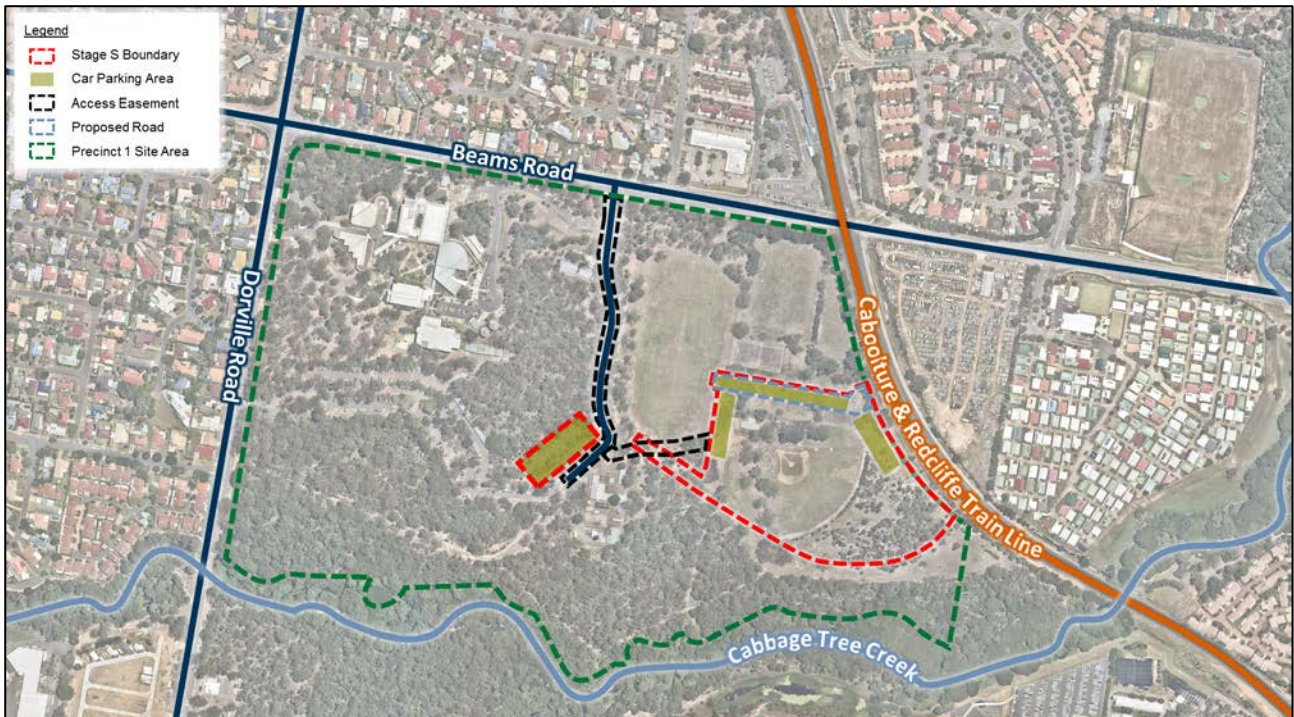 Legend
Stage S Boundary
Car Parking Area
Access Easement
Proposed Road
Precinct 1 Site Area
Beams Road
Dorville Road
Caboolture & Redcliffe Train Line
Cabbage Tree Creek